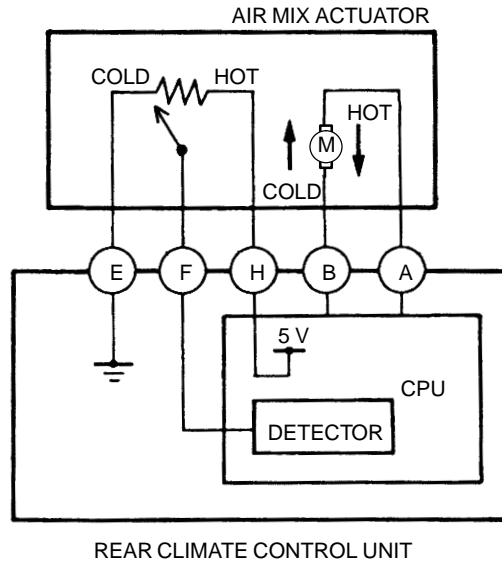 AIR MIX ACTUATOR
COLD HOT
HOT
M
COLD
E F H B A
5 V
CPU
DETECTOR
REAR CLIMATE CONTROL UNIT